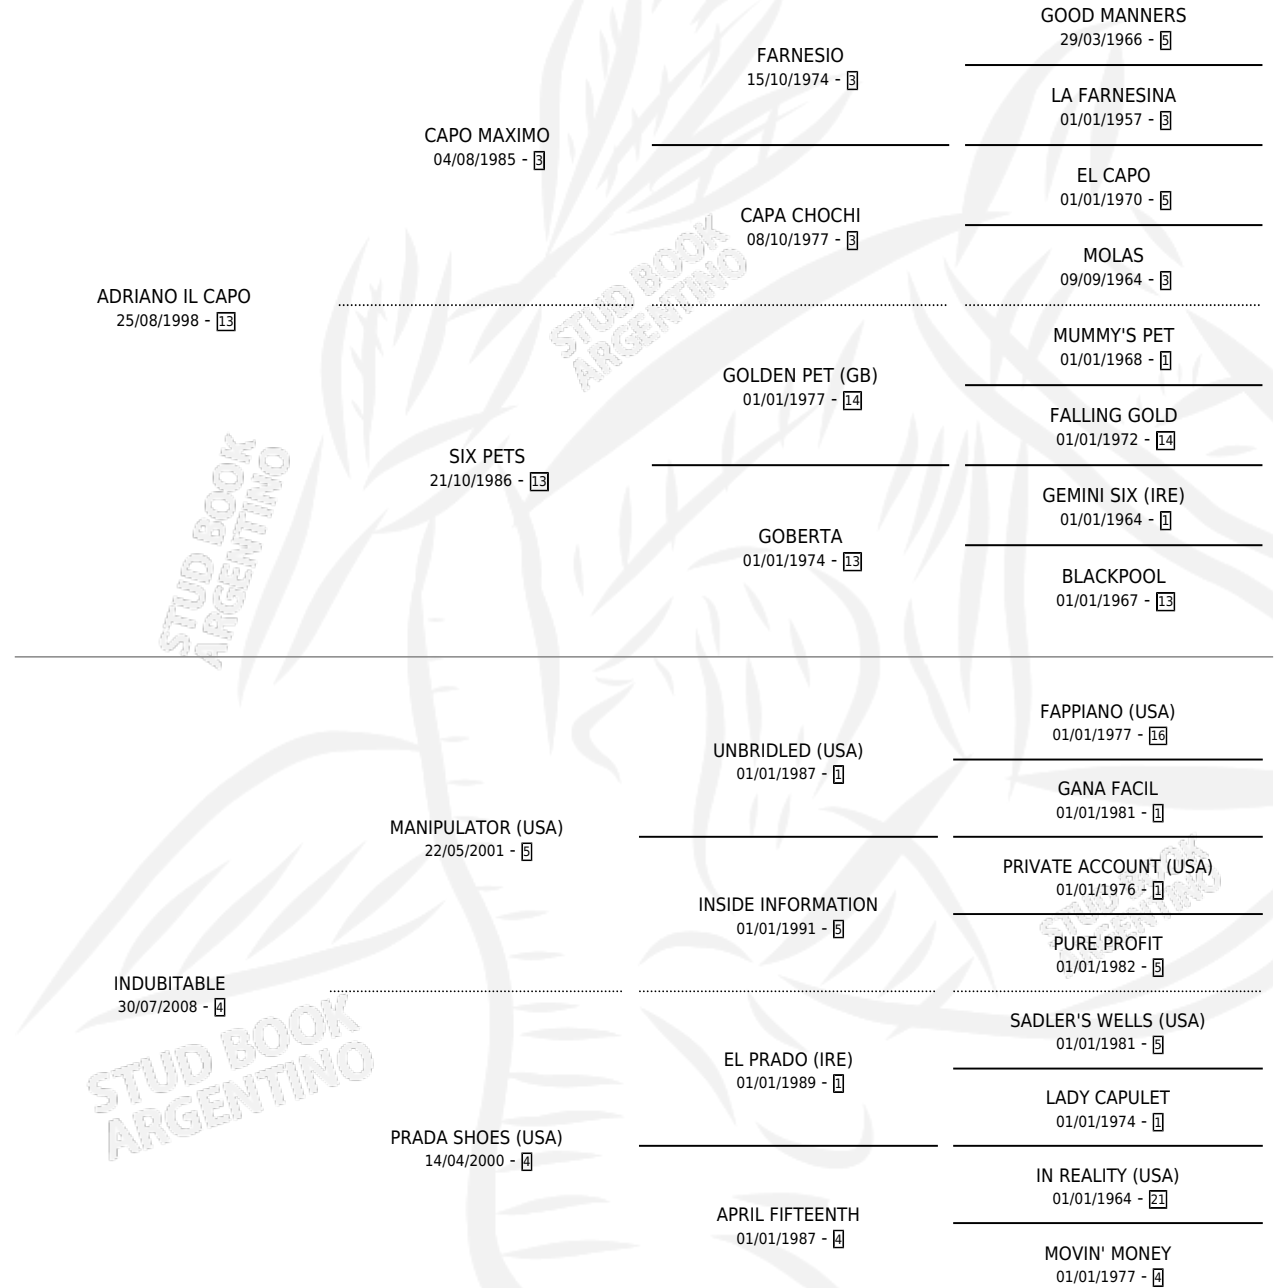 GOOD MANNERS
29/03/1966 - 5
FARNESIO
15/10/1974 - 3
LA FARNESINA
01/01/1957 - 3
CAPO MAXIMO
04/08/1985 - 3
EL CAPO
01/01/1970 - 5
CAPA CHOCHI
08/10/1977 - 3
MOLAS
09/09/1964 - 3
ADRIANO IL CAPO
25/08/1998 - 13
MUMMY'S PET
01/01/1968 - 1
GOLDEN PET (GB)
01/01/1977 - 14
FALLING GOLD
01/01/1972 - 14
SIX PETS
21/10/1986 - 13
GEMINI SIX (IRE)
01/01/1964 - 1
GOBERTA
01/01/1974 - 13
BLACKPOOL
01/01/1967 - 13
FAPPIANO (USA)
01/01/1977 - 16
UNBRIDLED (USA)
01/01/1987 - 1
GANA FACIL
01/01/1981 - 1
MANIPULATOR (USA)
22/05/2001 - 5
PRIVATE ACCOUNT (USA)
01/01/1976 - 1
INSIDE INFORMATION
01/01/1991 - 5
PURE PROFIT
01/01/1982 - 5
INDUBITABLE
30/07/2008 - 4
SADLER'S WELLS (USA)
01/01/1981 - 5
EL PRADO (IRE)
01/01/1989 - 1
LADY CAPULET
01/01/1974 - 1
PRADA SHOES (USA)
14/04/2000 - 4
IN REALITY (USA)
01/01/1964 - 21
APRIL FIFTEENTH
01/01/1987 - 4
MOVIN' MONEY
01/01/1977 - 4
STUD BOOK
ARGENTINO
STUD BOOK
ARGENTINO
STUD BOOK
ARGENTINO
STUD BOOK
ARGENTINO